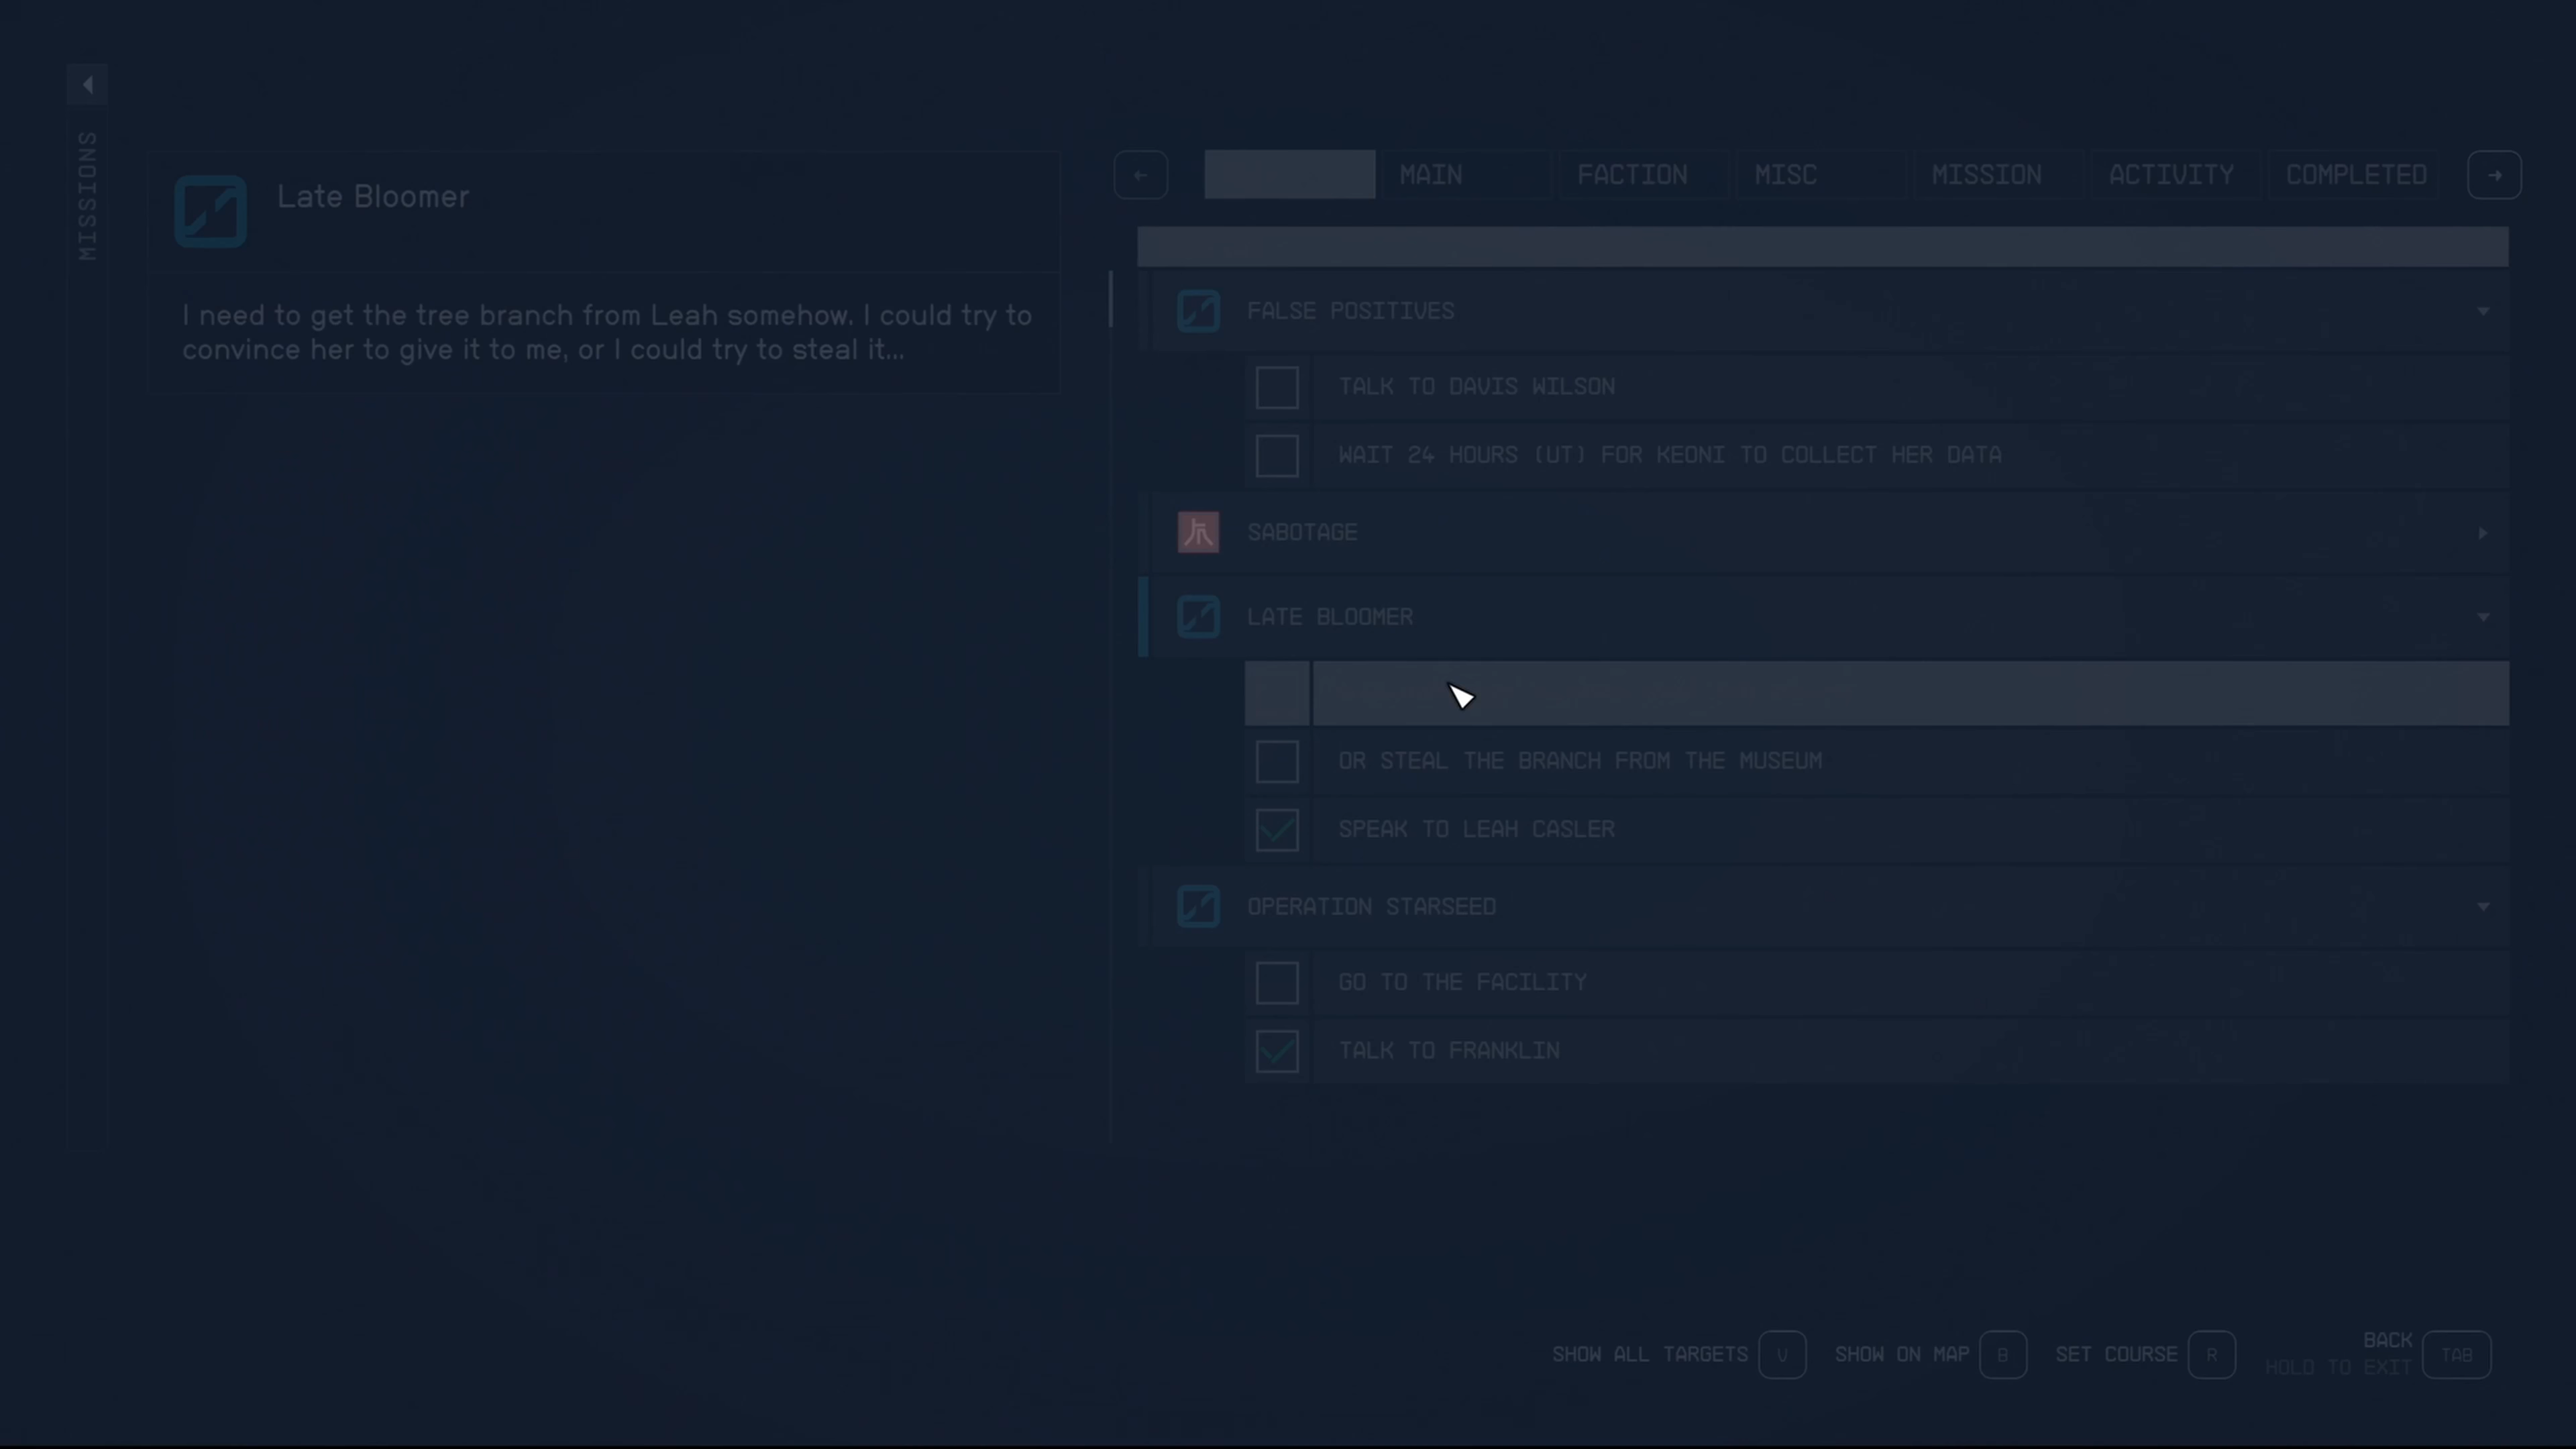 MISSIONS
Late Bloomer
I need to get the tree branch from Leah somehow. I could try to
convince her to give it to me, or I could try to steal it...
MAIN
FACTION
MISC
MISSION
ACTIVITY
COMPLETED
FALSE POSITIVES
TALK TO DAVIS WILSON
WAIT 24 HOURS (UT) FOR KEONI TO COLLECT HER DATA
SABOTAGE
LATE BLOOMER
OR STEAL THE BRANCH FROM THE MUSEUM
SPEAK TO LEAH CASLER
OPERATION STARSEED
GO TO THE FACILITY
TALK TO FRANKLIN
SHOW ALL TARGETS V
SHOW ON MAP B
SET COURSE R
BACK
HOLD TO EXIT
TAB